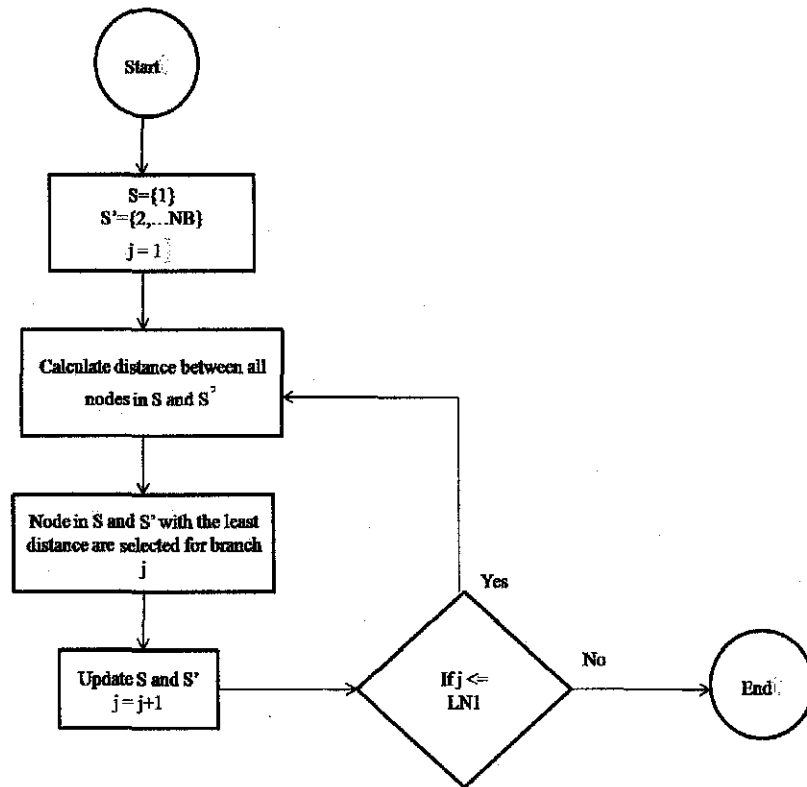 Start
S={1}
S'={2,...NB}
j = 1
Calculate distance between all
nodes in S and S'
Node in S and S' with the least
distance are selected for branch
j
Update S and S'
j = j+1
If j <=
LN1
Yes
No
End